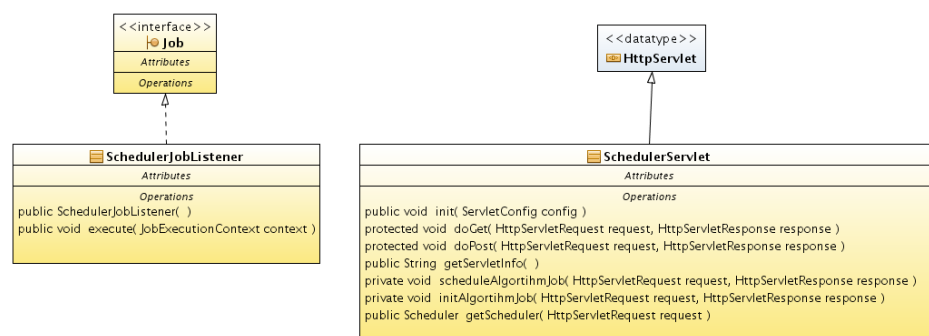 <<interface>>
Job
Attributes
Operations
SchedulerJobListener
Attributes
Operations
public SchedulerJobListener( )
public void execute( JobExecutionContext context )
<<datatype>>
HttpServlet
SchedulerServlet
Attributes
Operations
public void init( ServletConfig config )
protected void doGet( HttpServletRequest request, HttpServletResponse response )
protected void doPost( HttpServletRequest request, HttpServletResponse response )
public String getServletInfo( )
private void scheduleAlgortihmJob( HttpServletRequest request, HttpServletResponse response )
private void initAlgortihmJob( HttpServletRequest request, HttpServletResponse response )
public Scheduler getScheduler( HttpServletRequest request )